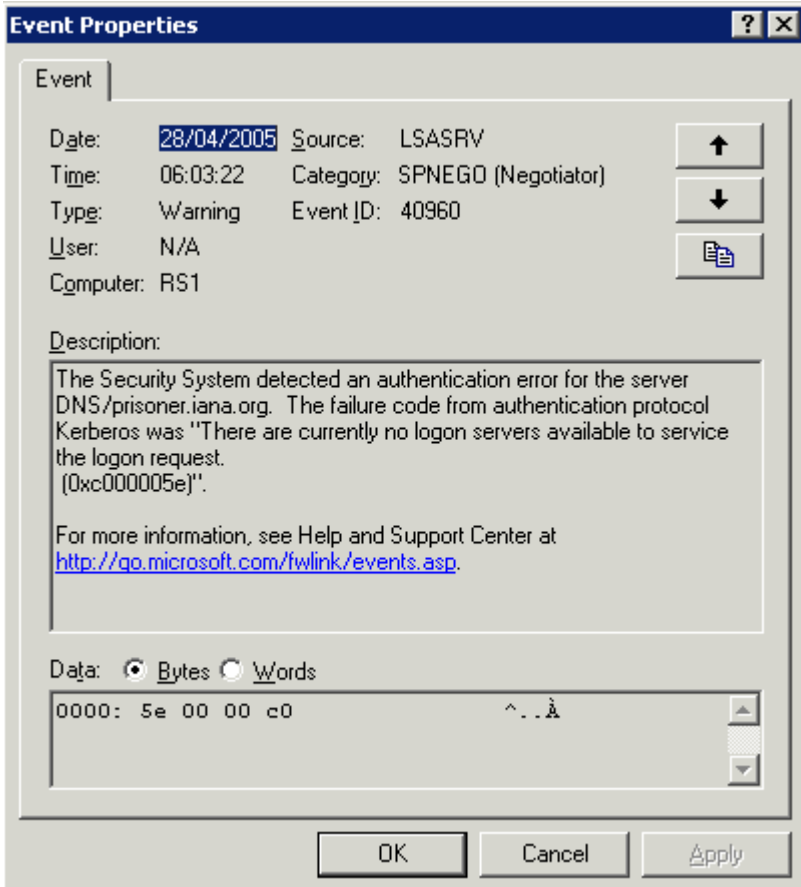 Event Properties
Event
Date: 28/04/2005 Source: LSASRV
Time: 06:03:22 Category: SPNEGO (Negotiator)
Type: Warning Event ID: 40960
User: N/A
Computer: RS1
Description:
The Security System detected an authentication error for the server
DNS/prisoner.iana.org.  The failure code from authentication protocol
Kerberos was "There are currently no logon servers available to service
the logon request.
(0xc000005e)".
For more information, see Help and Support Center at
http://go.microsoft.com/fwlink/events.asp.
Data: Bytes Words
0000: 5e 00 00 c0 ^..À
OK Cancel Apply